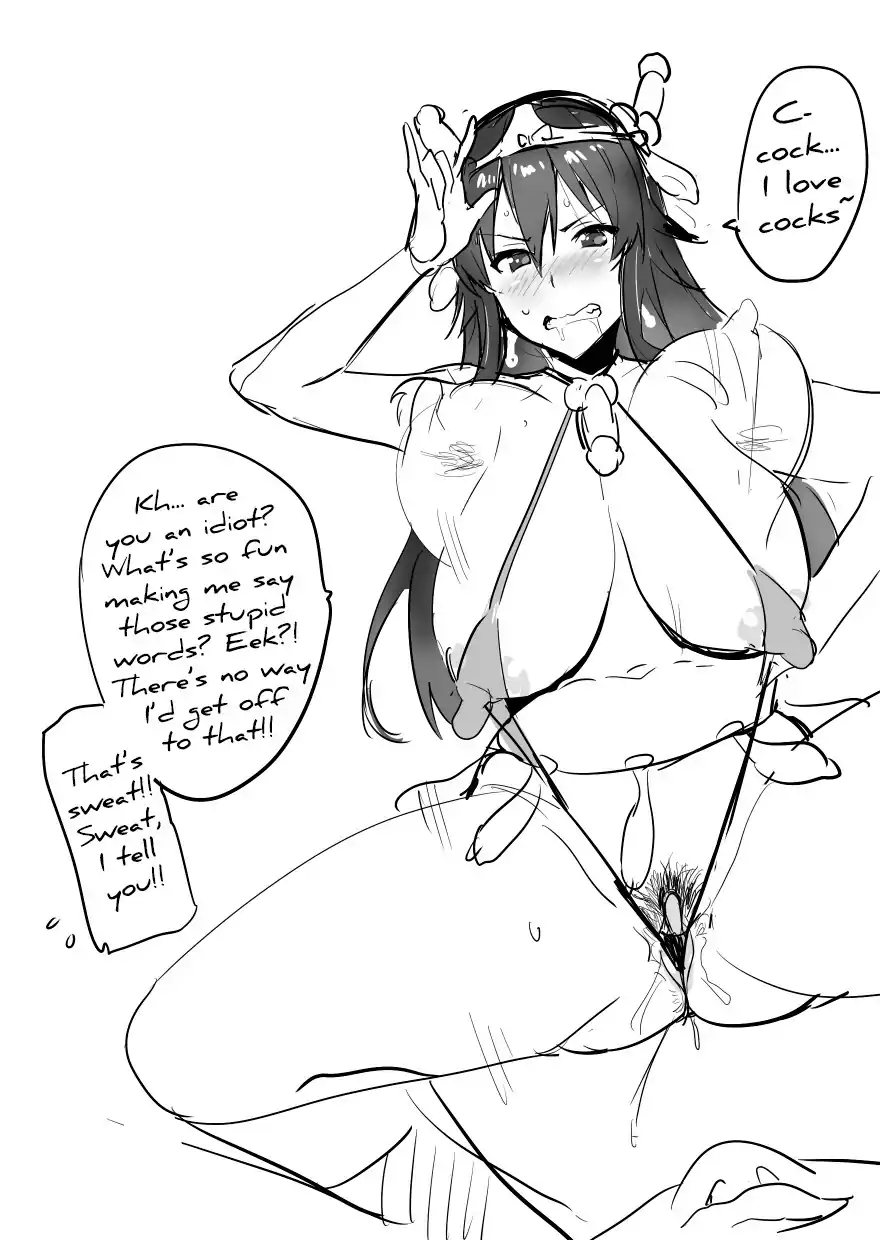 C-
cock...
I love
cocks~
Kh... are
you an idiot?
What's so fun
making me say
those stupid
words? Eek?!
There's no way
I'd get off
to that!!
That's
sweat!!
Sweat,
I tell
you!!